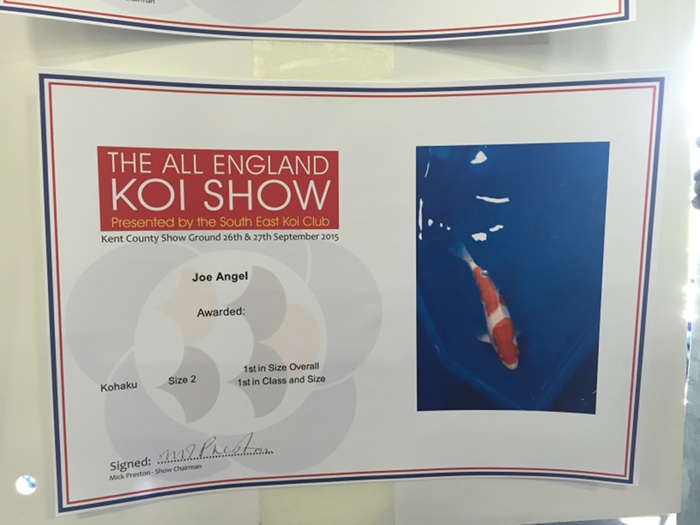 THE ALL ENGLAND
KOI SHOW
Presented by the South East Koi Club
Kent County Show Ground 26th & 27th September 2015
Joe Angel
Awarded:
Kohaku
Size 2
1st in Size Overall
1st in Class and Size
Signed:
Mick Preston - Show Chairman